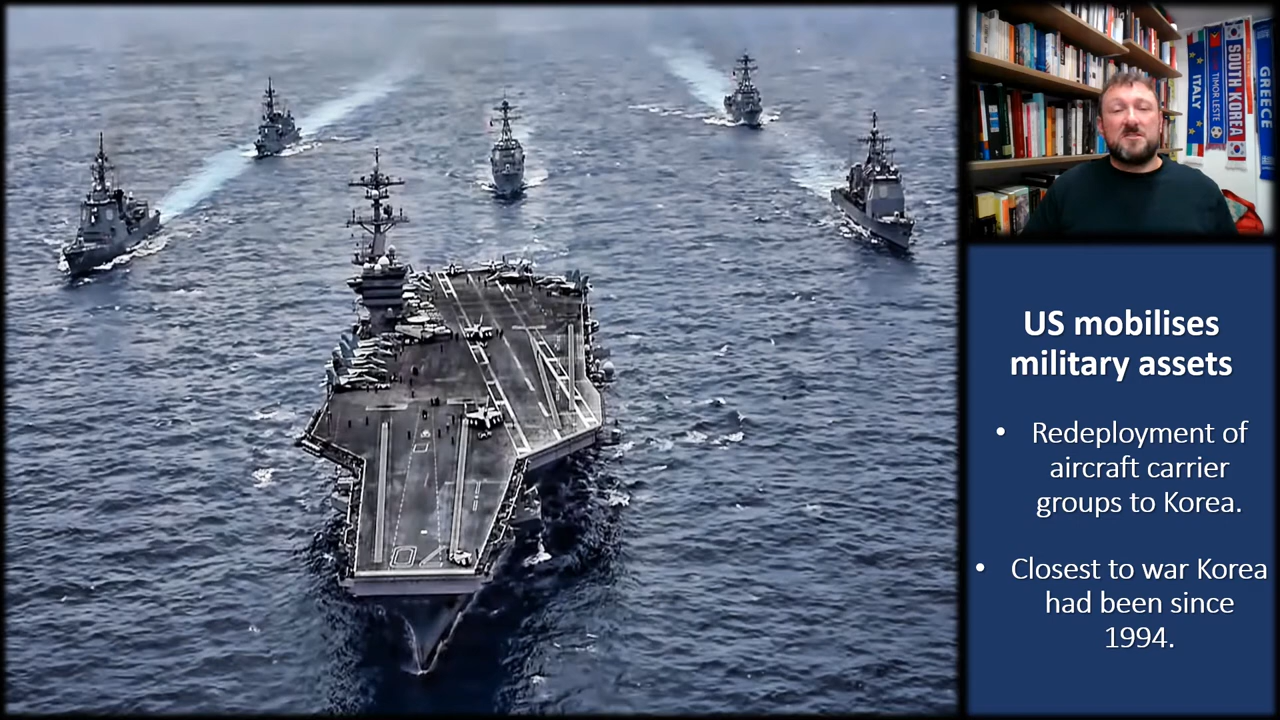 ITALY
TIMOR LESTE
SOUTH KOREA
GREECE
US mobilises
military assets
• Redeployment of
aircraft carrier
groups to Korea.
• Closest to war Korea
had been since
1994.